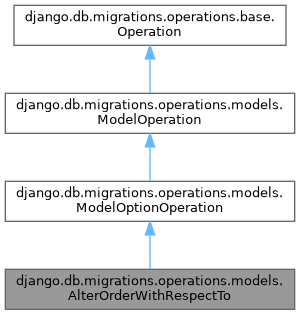 django.db.migrations.operations.base.
Operation
django.db.migrations.operations.models.
ModelOperation
django.db.migrations.operations.models.
ModelOptionOperation
django.db.migrations.operations.models.
AlterOrderWithRespectTo